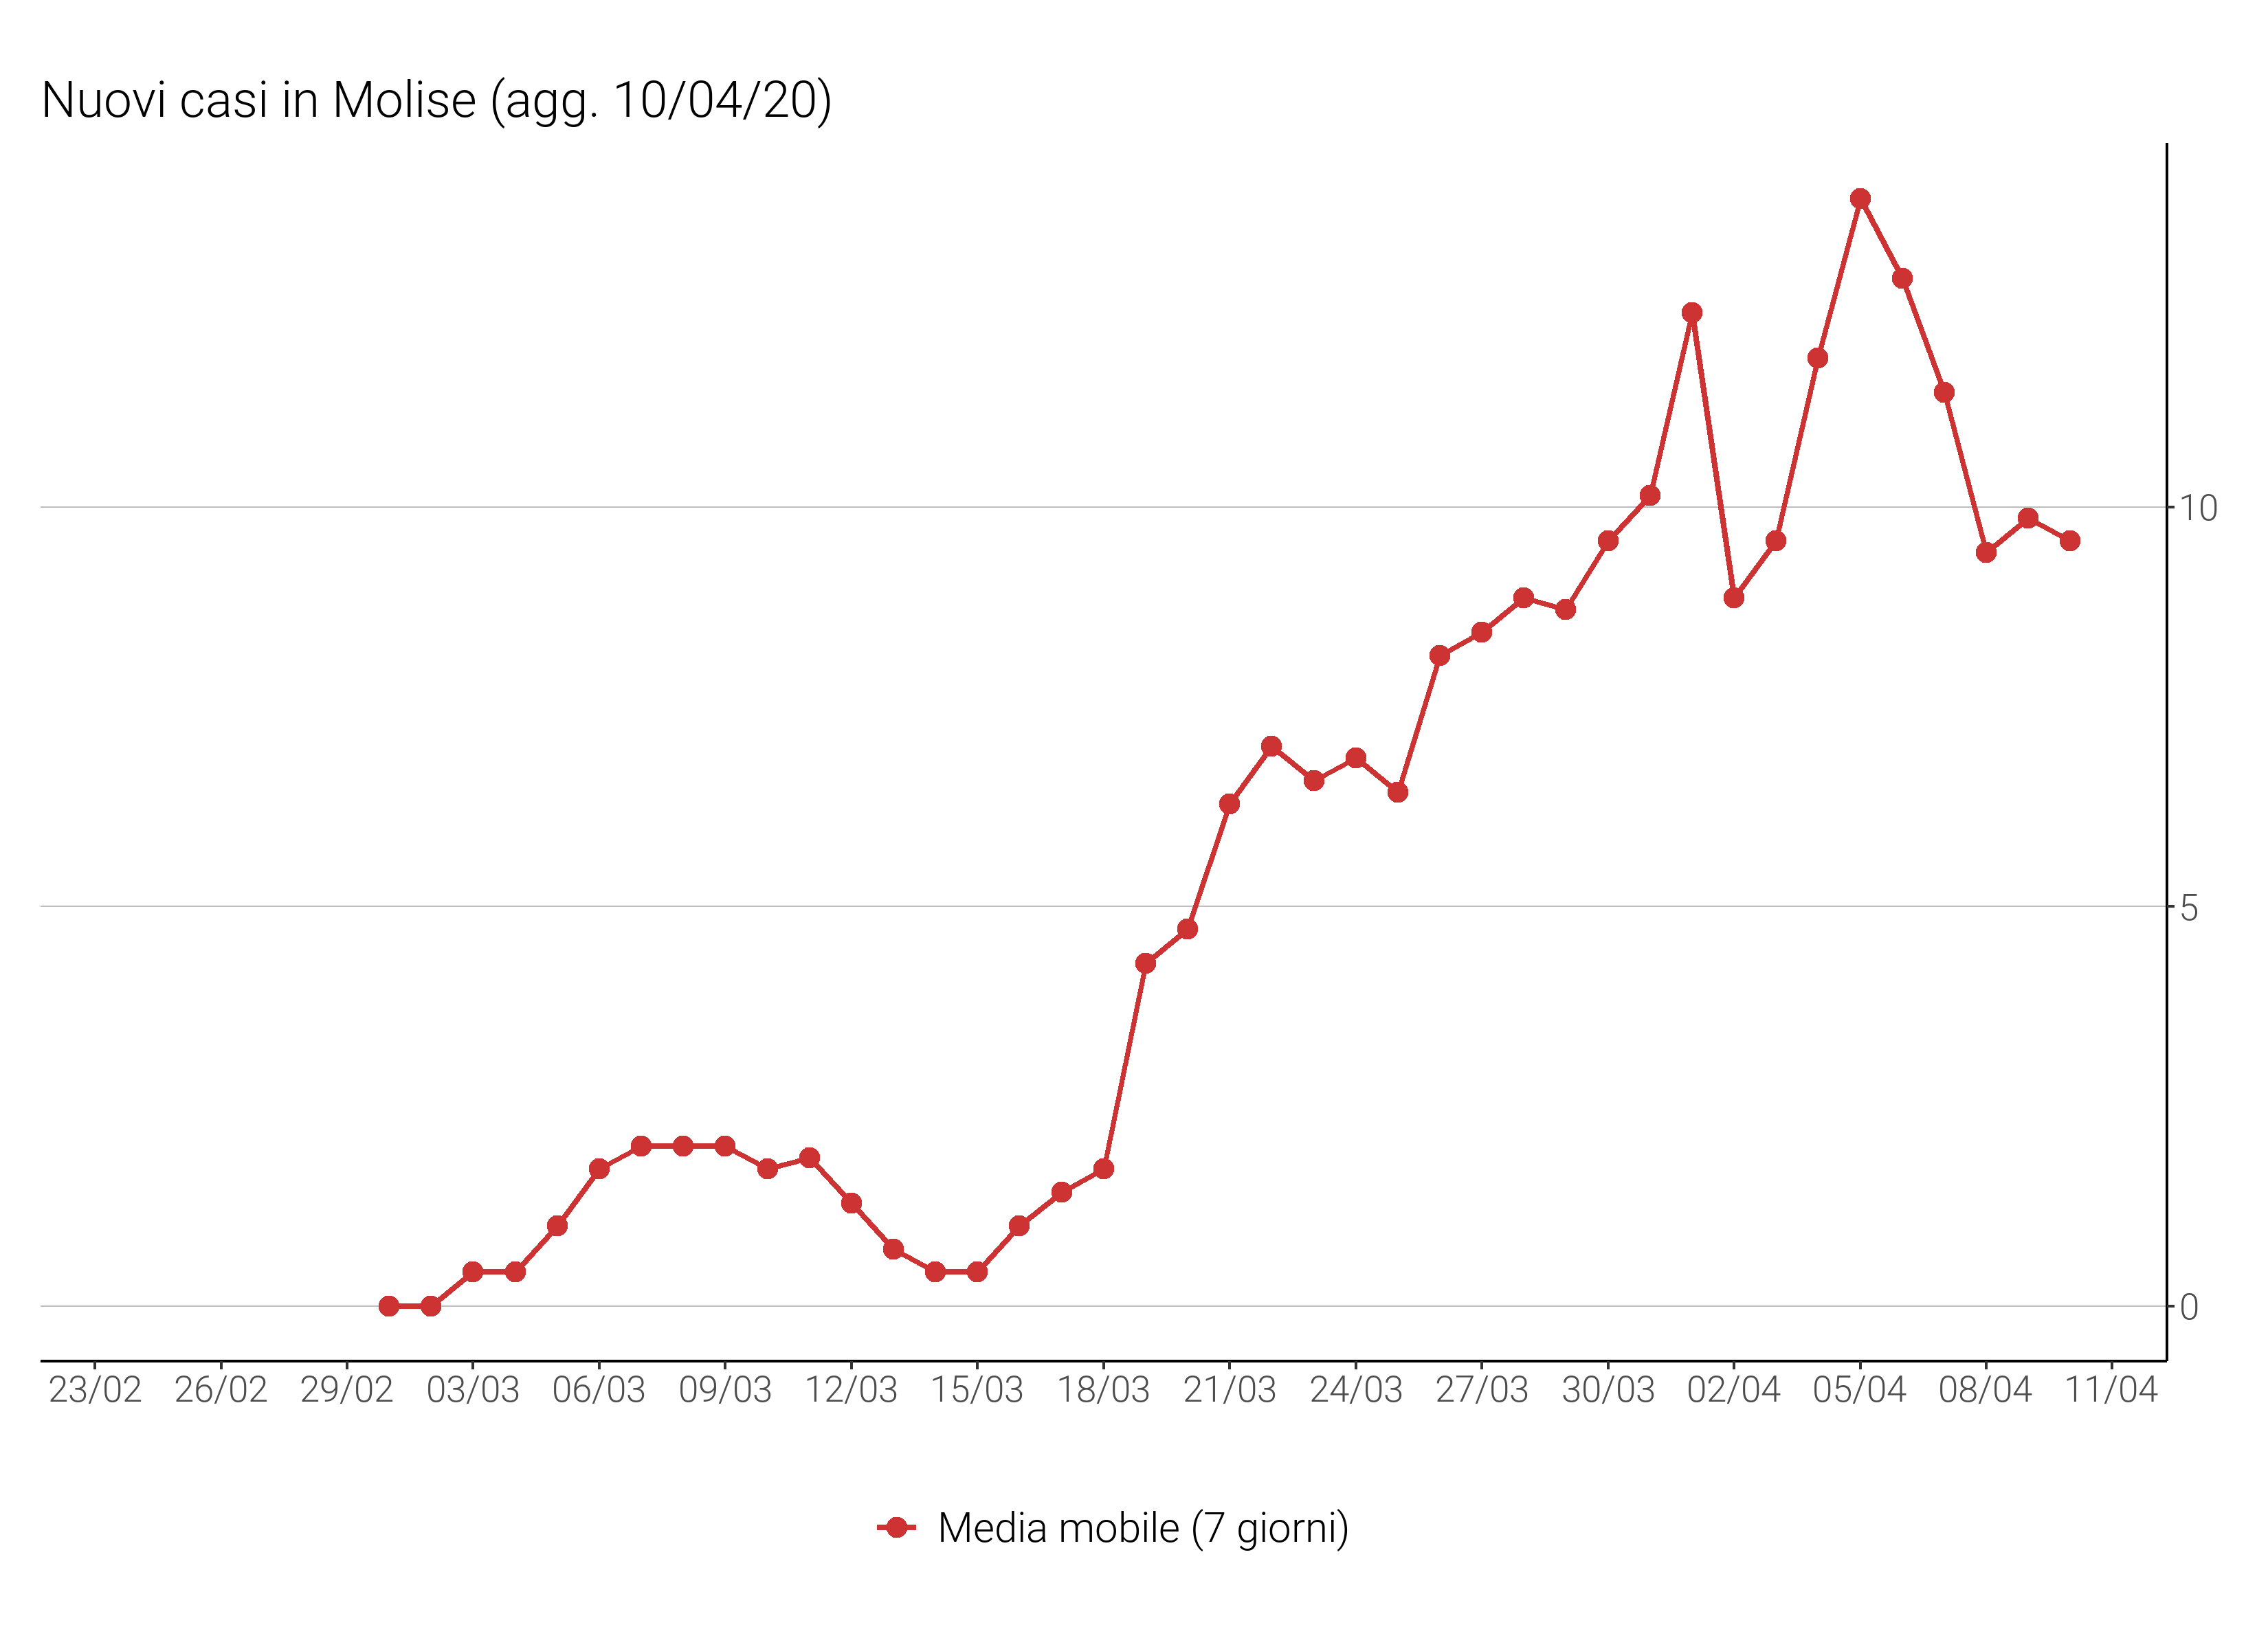 Nuovi casi in Molise (agg. 10/04/20)
10
5
0
23/02 26/02 29/02 03/03 06/03 09/03 12/03 15/03 18/03 21/03 24/03 27/03 30/03 02/04 05/04 08/04 11/04
Media mobile (7 giorni)